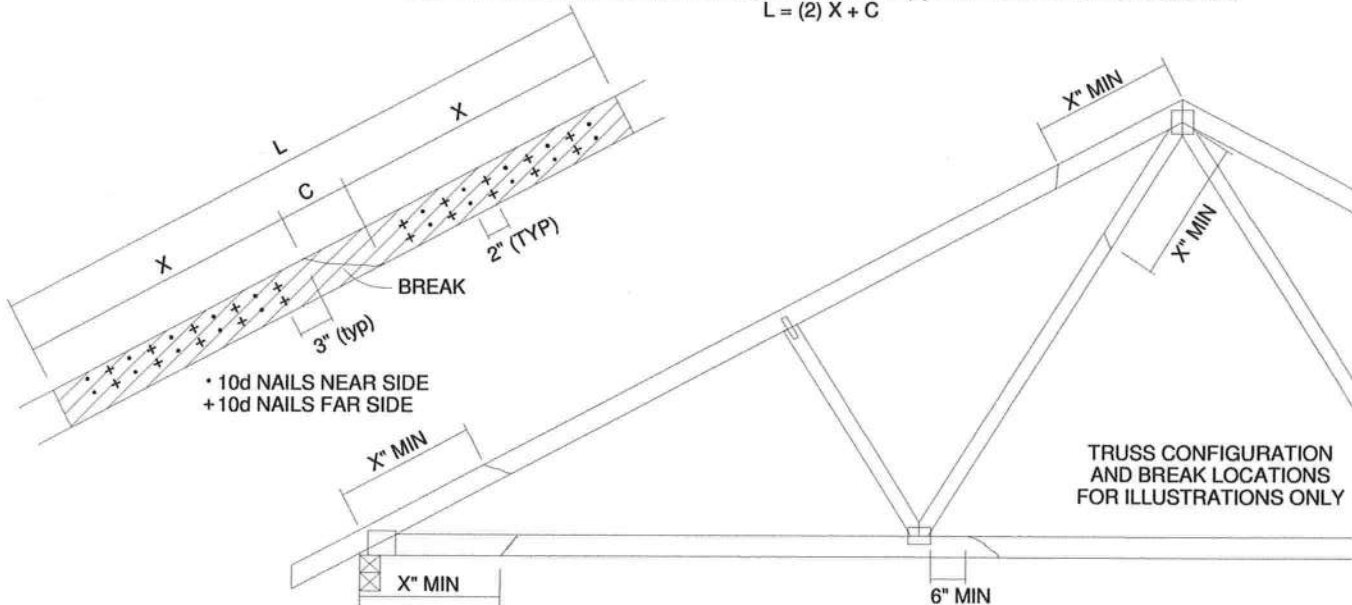 L = (2) X + C
X" MIN
X
L
C
X
2" (TYP)
X" MIN
BREAK
3" (typ)
• 10d NAILS NEAR SIDE
+ 10d NAILS FAR SIDE
X" MIN
TRUSS CONFIGURATION
AND BREAK LOCATIONS
FOR ILLUSTRATIONS ONLY
X" MIN
6" MIN